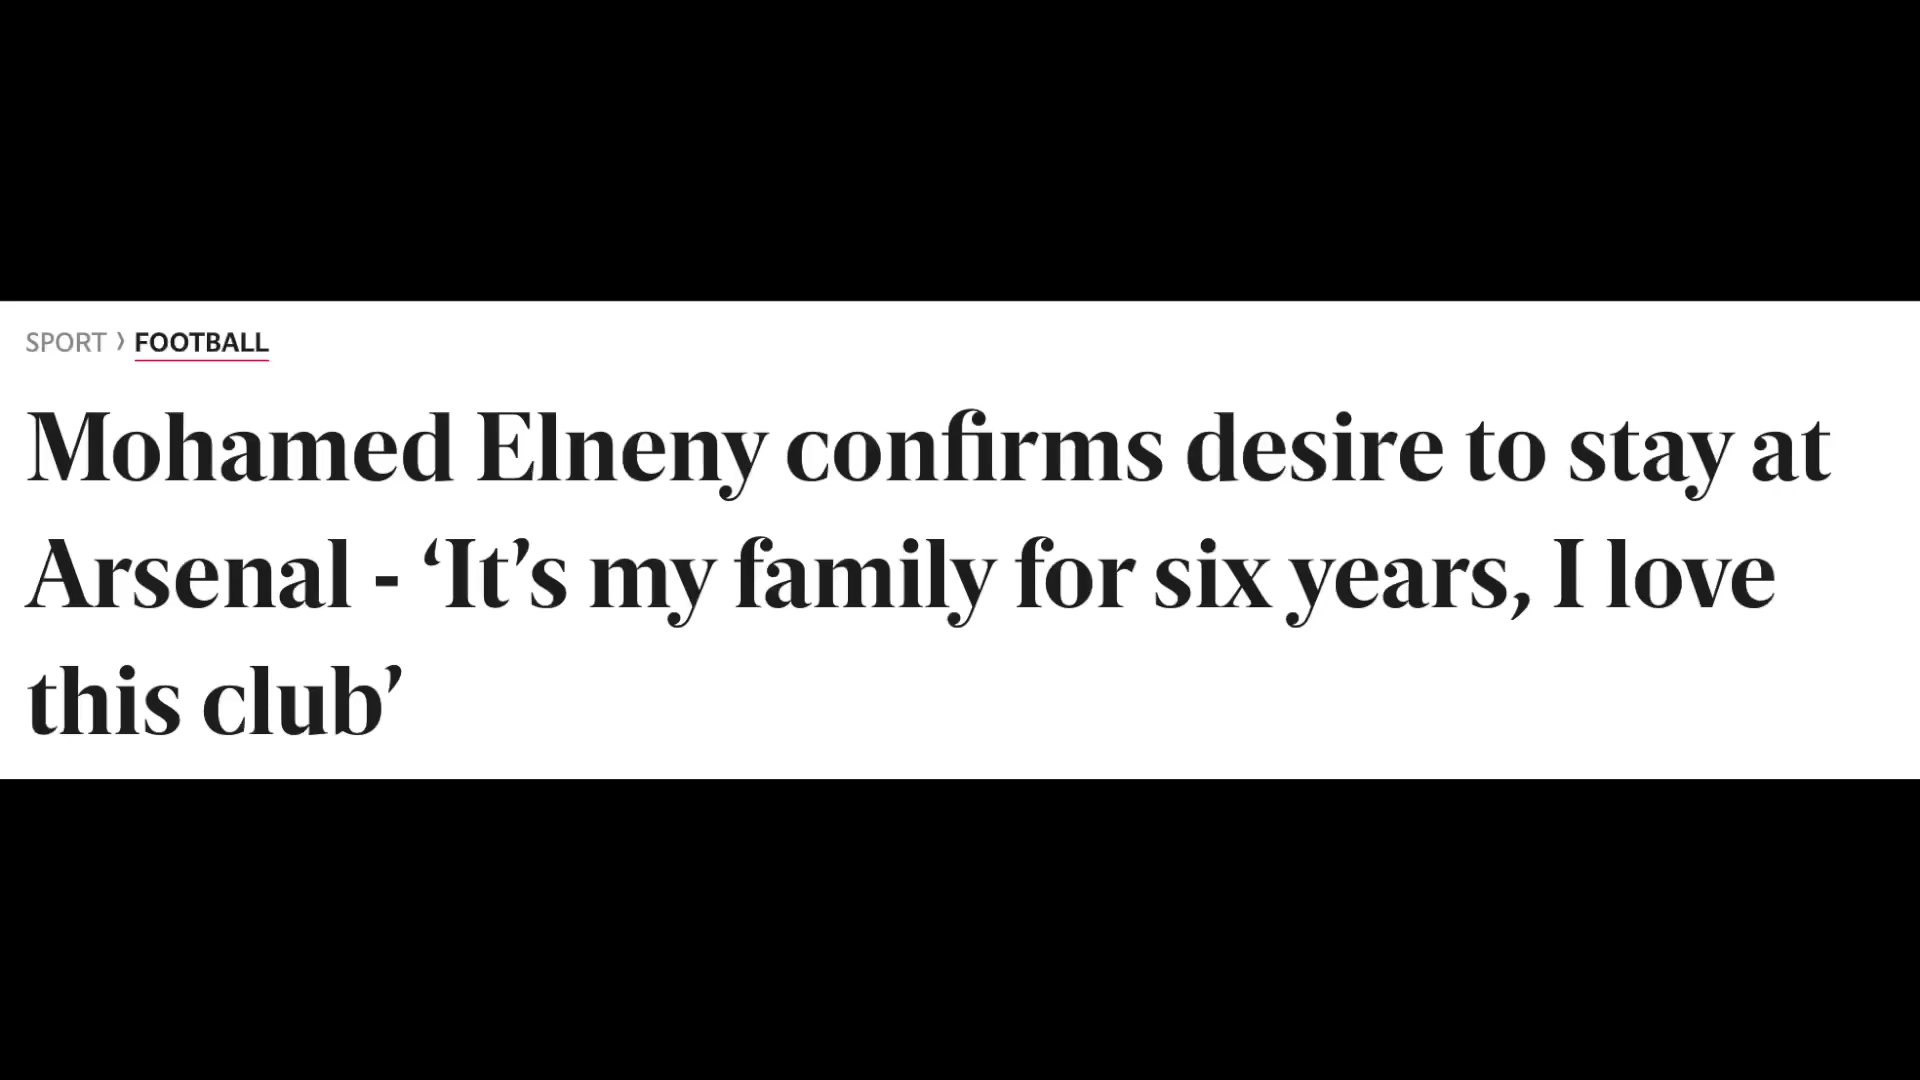 SPORT › FOOTBALL
Mohamed Elneny confirms desire to stay at
Arsenal - ‘It’s my family for six years, I love
this club’